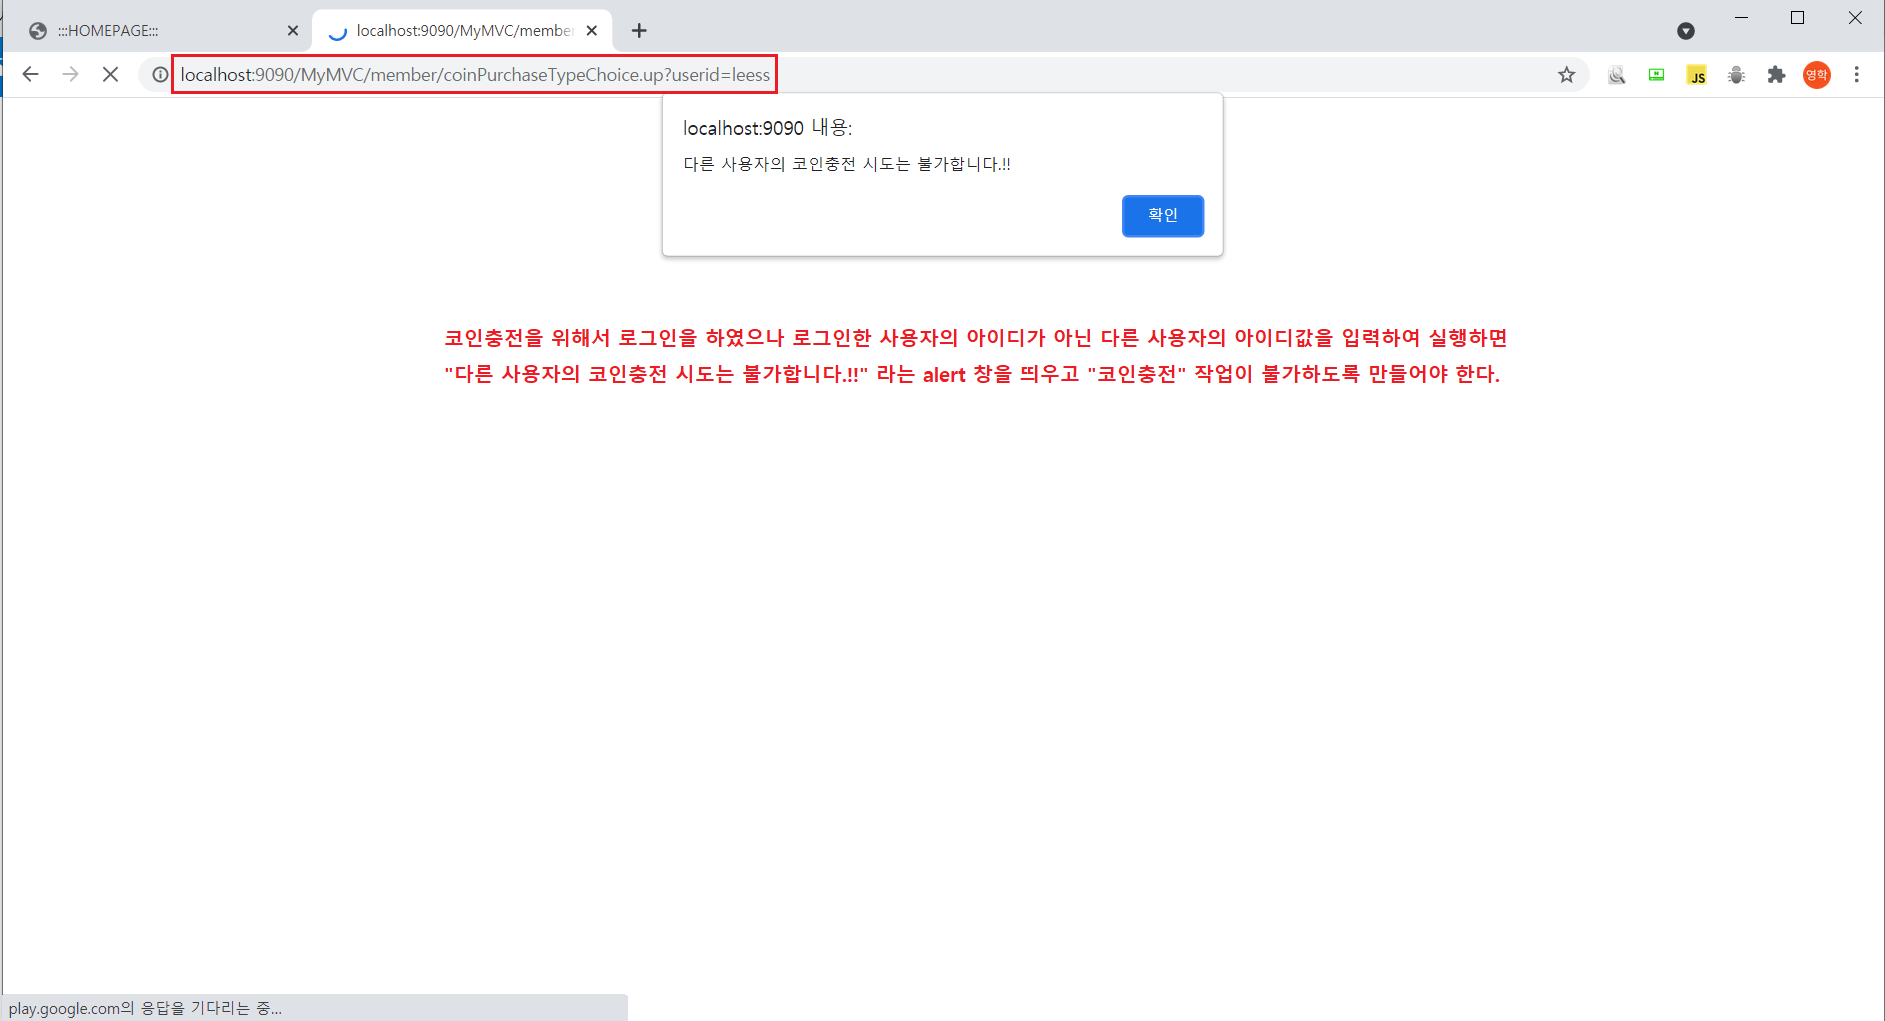 :::HOMEPAGE:::
localhost:9090/MyMVC/membe
localhost:9090/MyMVC/member/coinPurchaseTypeChoice.up?userid=leess
JS
영학
localhost:9090 내용:
다른 사용자의 코인충전 시도는 불가합니다.!!
확인
코인충전을 위해서 로그인을 하였으나 로그인한 사용자의 아이디가 아닌 다른 사용자의 아이디값을 입력하여 실행하면
"다른 사용자의 코인충전 시도는 불가합니다.!!" 라는 alert 창을 띄우고 "코인충전" 작업이 불가하도록 만들어야 한다.
play.google.com의 응답을 기다리는 중...